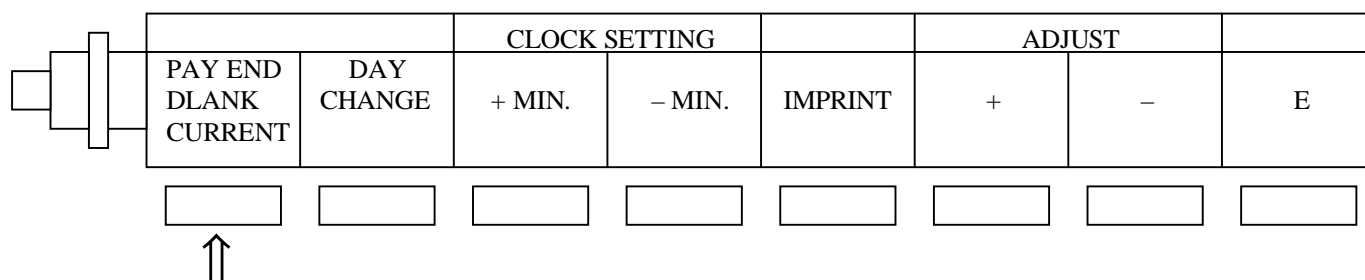 CLOCK SETTING ADJUST
PAY END DAY
DLANK CHANGE + MIN. – MIN. IMPRINT + – E
CURRENT